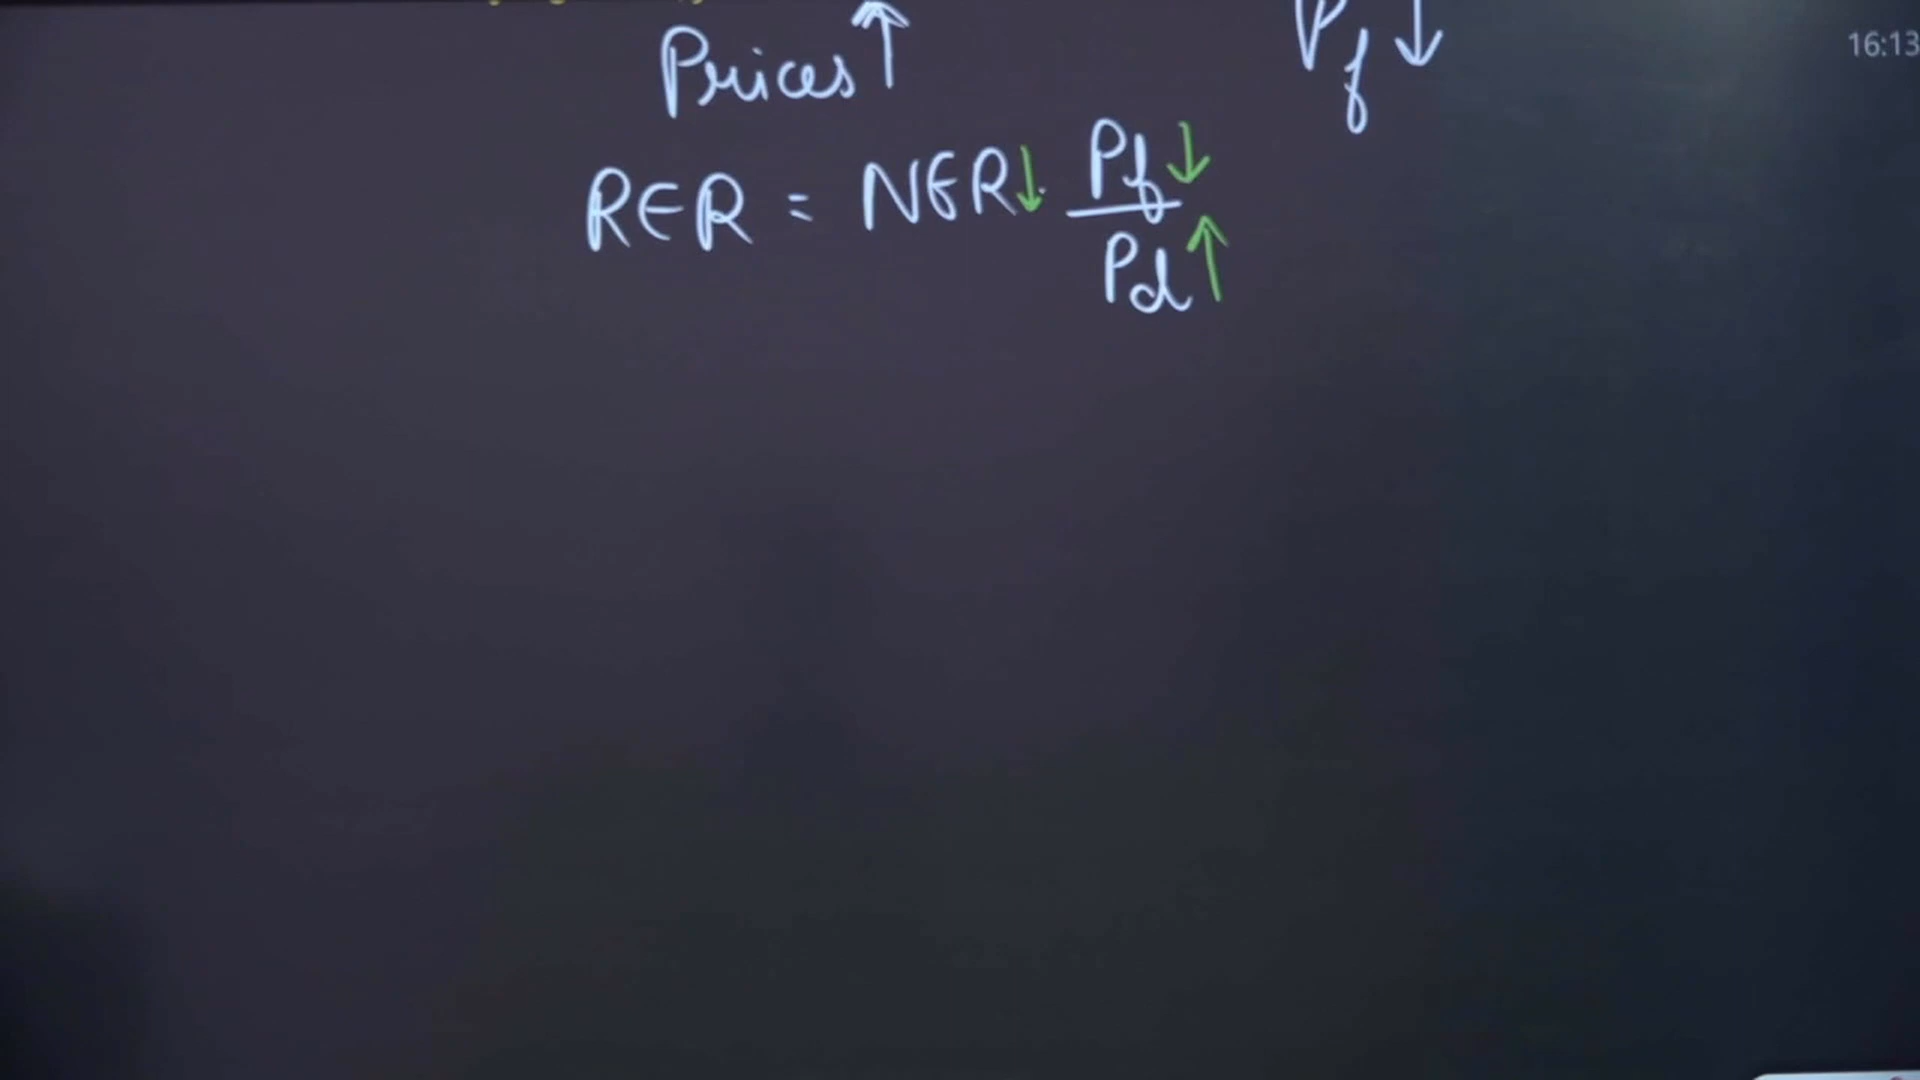 Prices↑ Pf↓
16:13
RER = NER↓. Pf↓
Pd↑